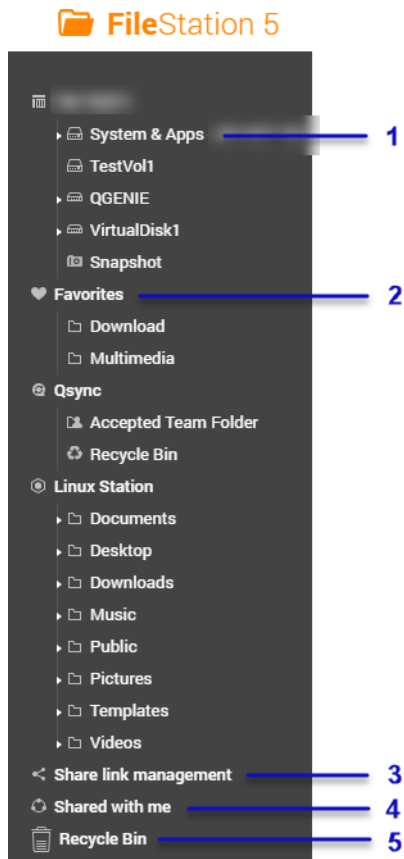 FileStation 5
System & Apps 1
TestVol1
QGENIE
VirtualDisk1
Snapshot
Favorites 2
Download
Multimedia
Qsync
Accepted Team Folder
Recycle Bin
Linux Station
Documents
Desktop
Downloads
Music
Public
Pictures
Templates
Videos
Share link management 3
Shared with me 4
Recycle Bin 5